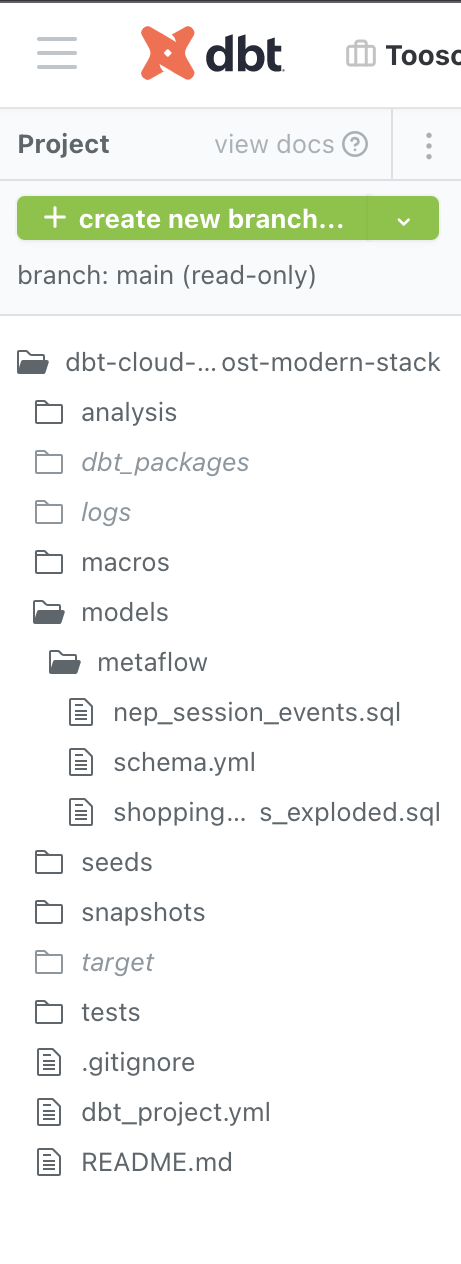 dbt Tooso
Project view docs ?
+ create new branch...
branch: main (read-only)
dbt-cloud-...ost-modern-stack
analysis
dbt_packages
logs
macros
models
metaflow
nep_session_events.sql
schema.yml
shopping... s_exploded.sql
seeds
snapshots
target
tests
.gitignore
dbt_project.yml
README.md